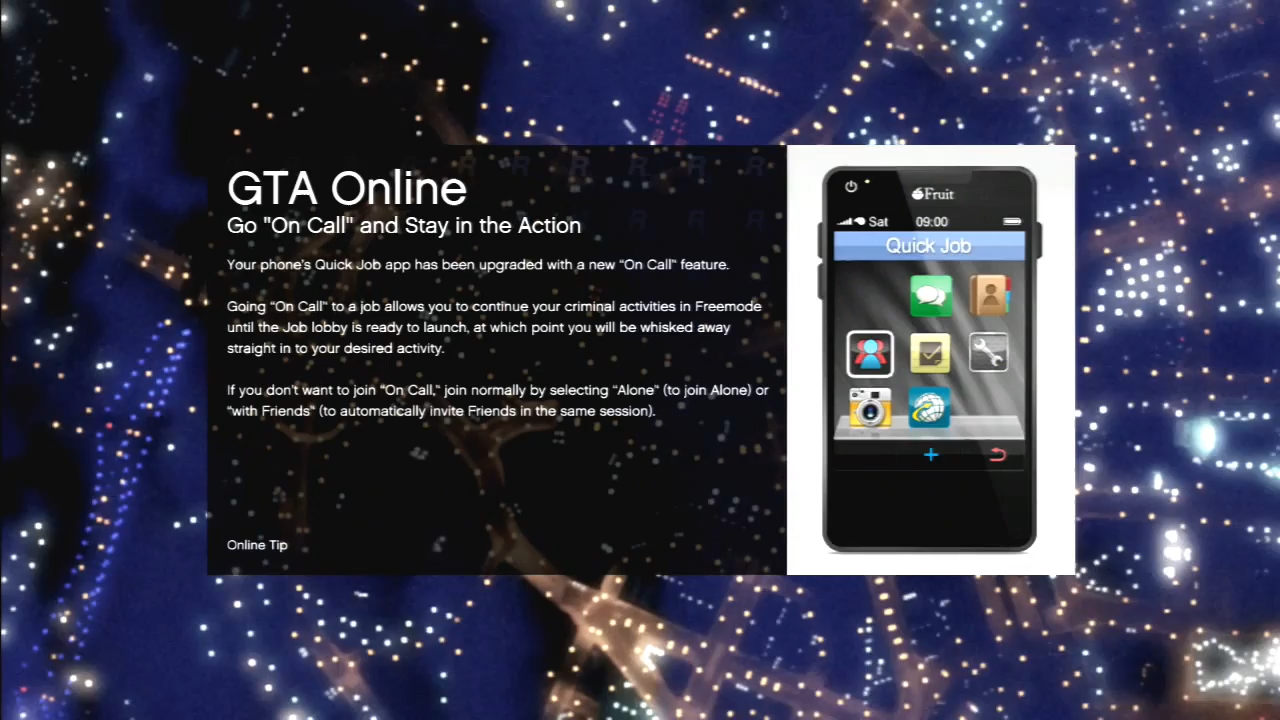 GTA Online
Go "On Call" and Stay in the Action
Your phone's Quick Job app has been upgraded with a new "On Call" feature.
Going "On Call" to a job allows you to continue your criminal activities in Freemode
until the Job lobby is ready to launch, at which point you will be whisked away
straight in to your desired activity.
If you don't want to join "On Call," join normally by selecting "Alone" (to join Alone) or
"with Friends" (to automatically invite Friends in the same session).
Online Tip
Fruit
Sat 09:00
Quick Job